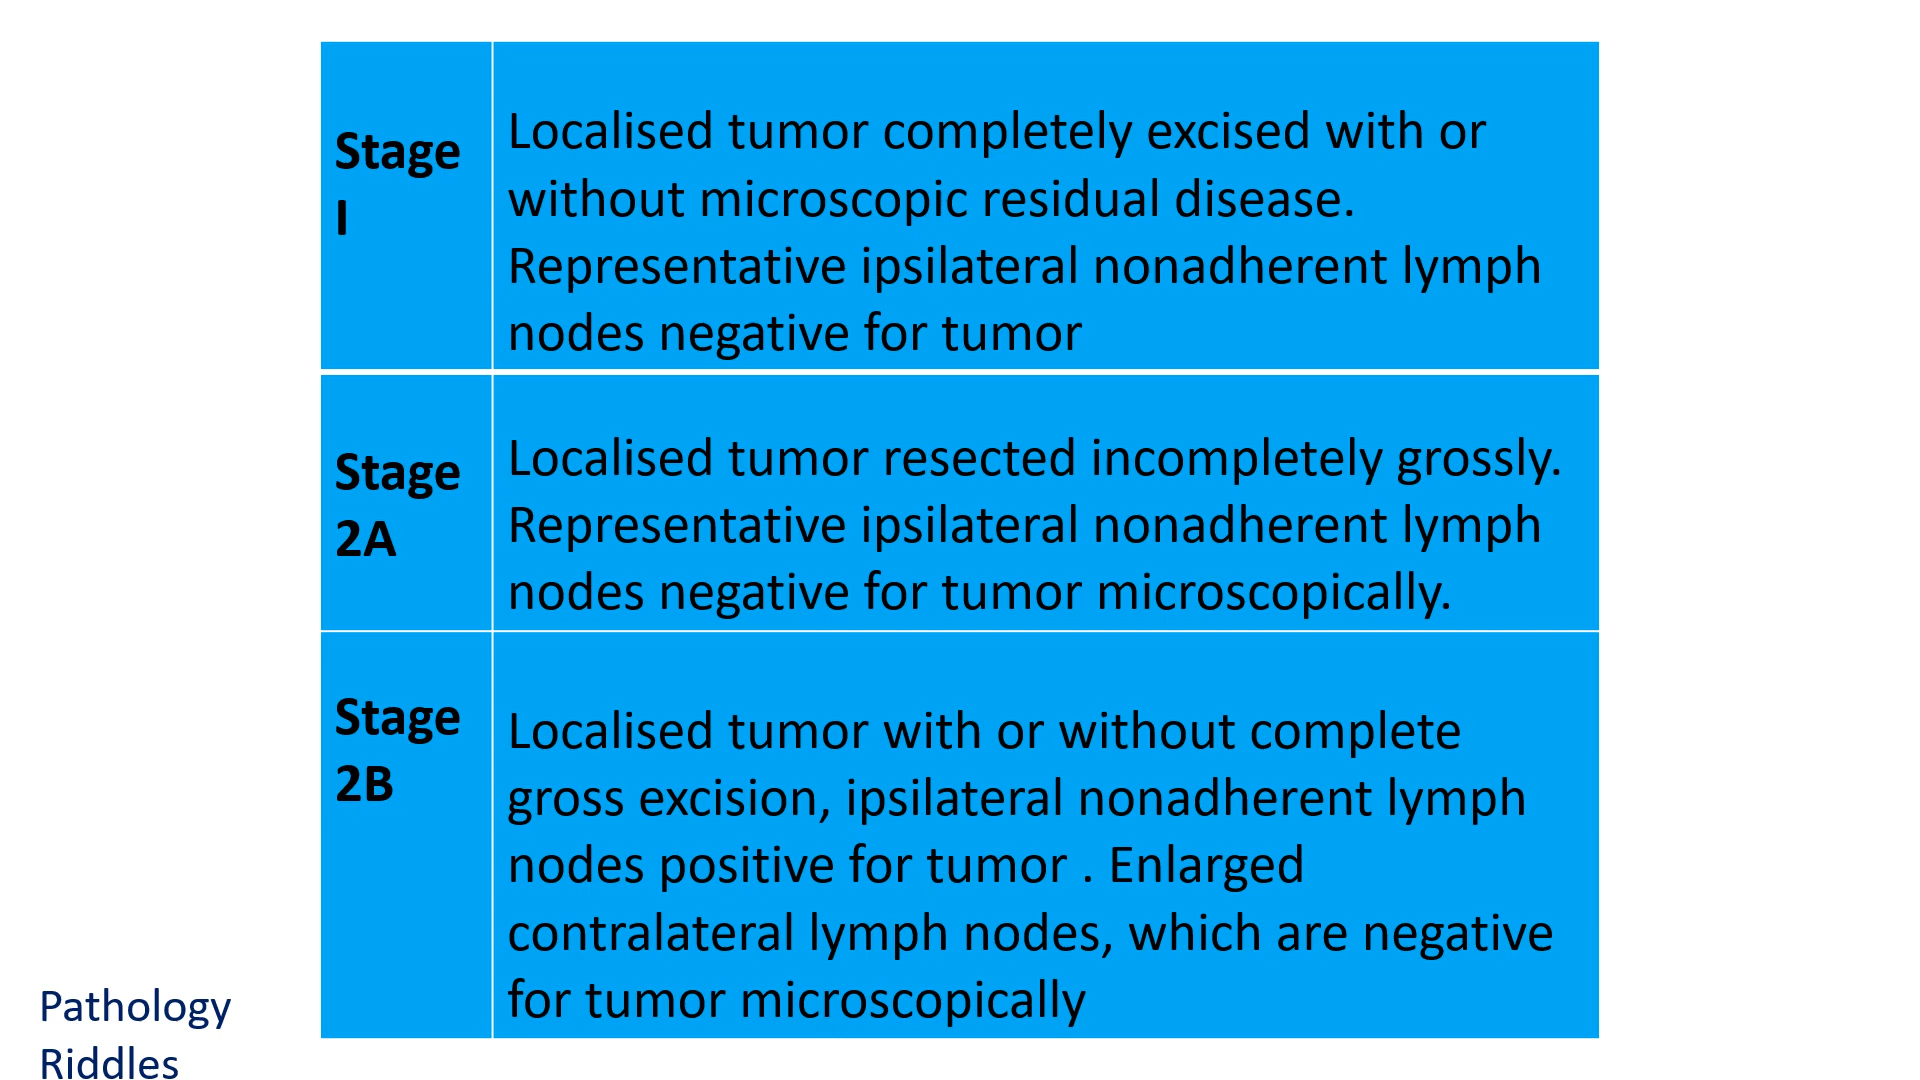 Stage
I
Localised tumor completely excised with or
without microscopic residual disease.
Representative ipsilateral nonadherent lymph
nodes negative for tumor
Stage
2A
Localised tumor resected incompletely grossly.
Representative ipsilateral nonadherent lymph
nodes negative for tumor microscopically.
Stage
2B
Localised tumor with or without complete
gross excision, ipsilateral nonadherent lymph
nodes positive for tumor . Enlarged
contralateral lymph nodes, which are negative
for tumor microscopically
Pathology
Riddles